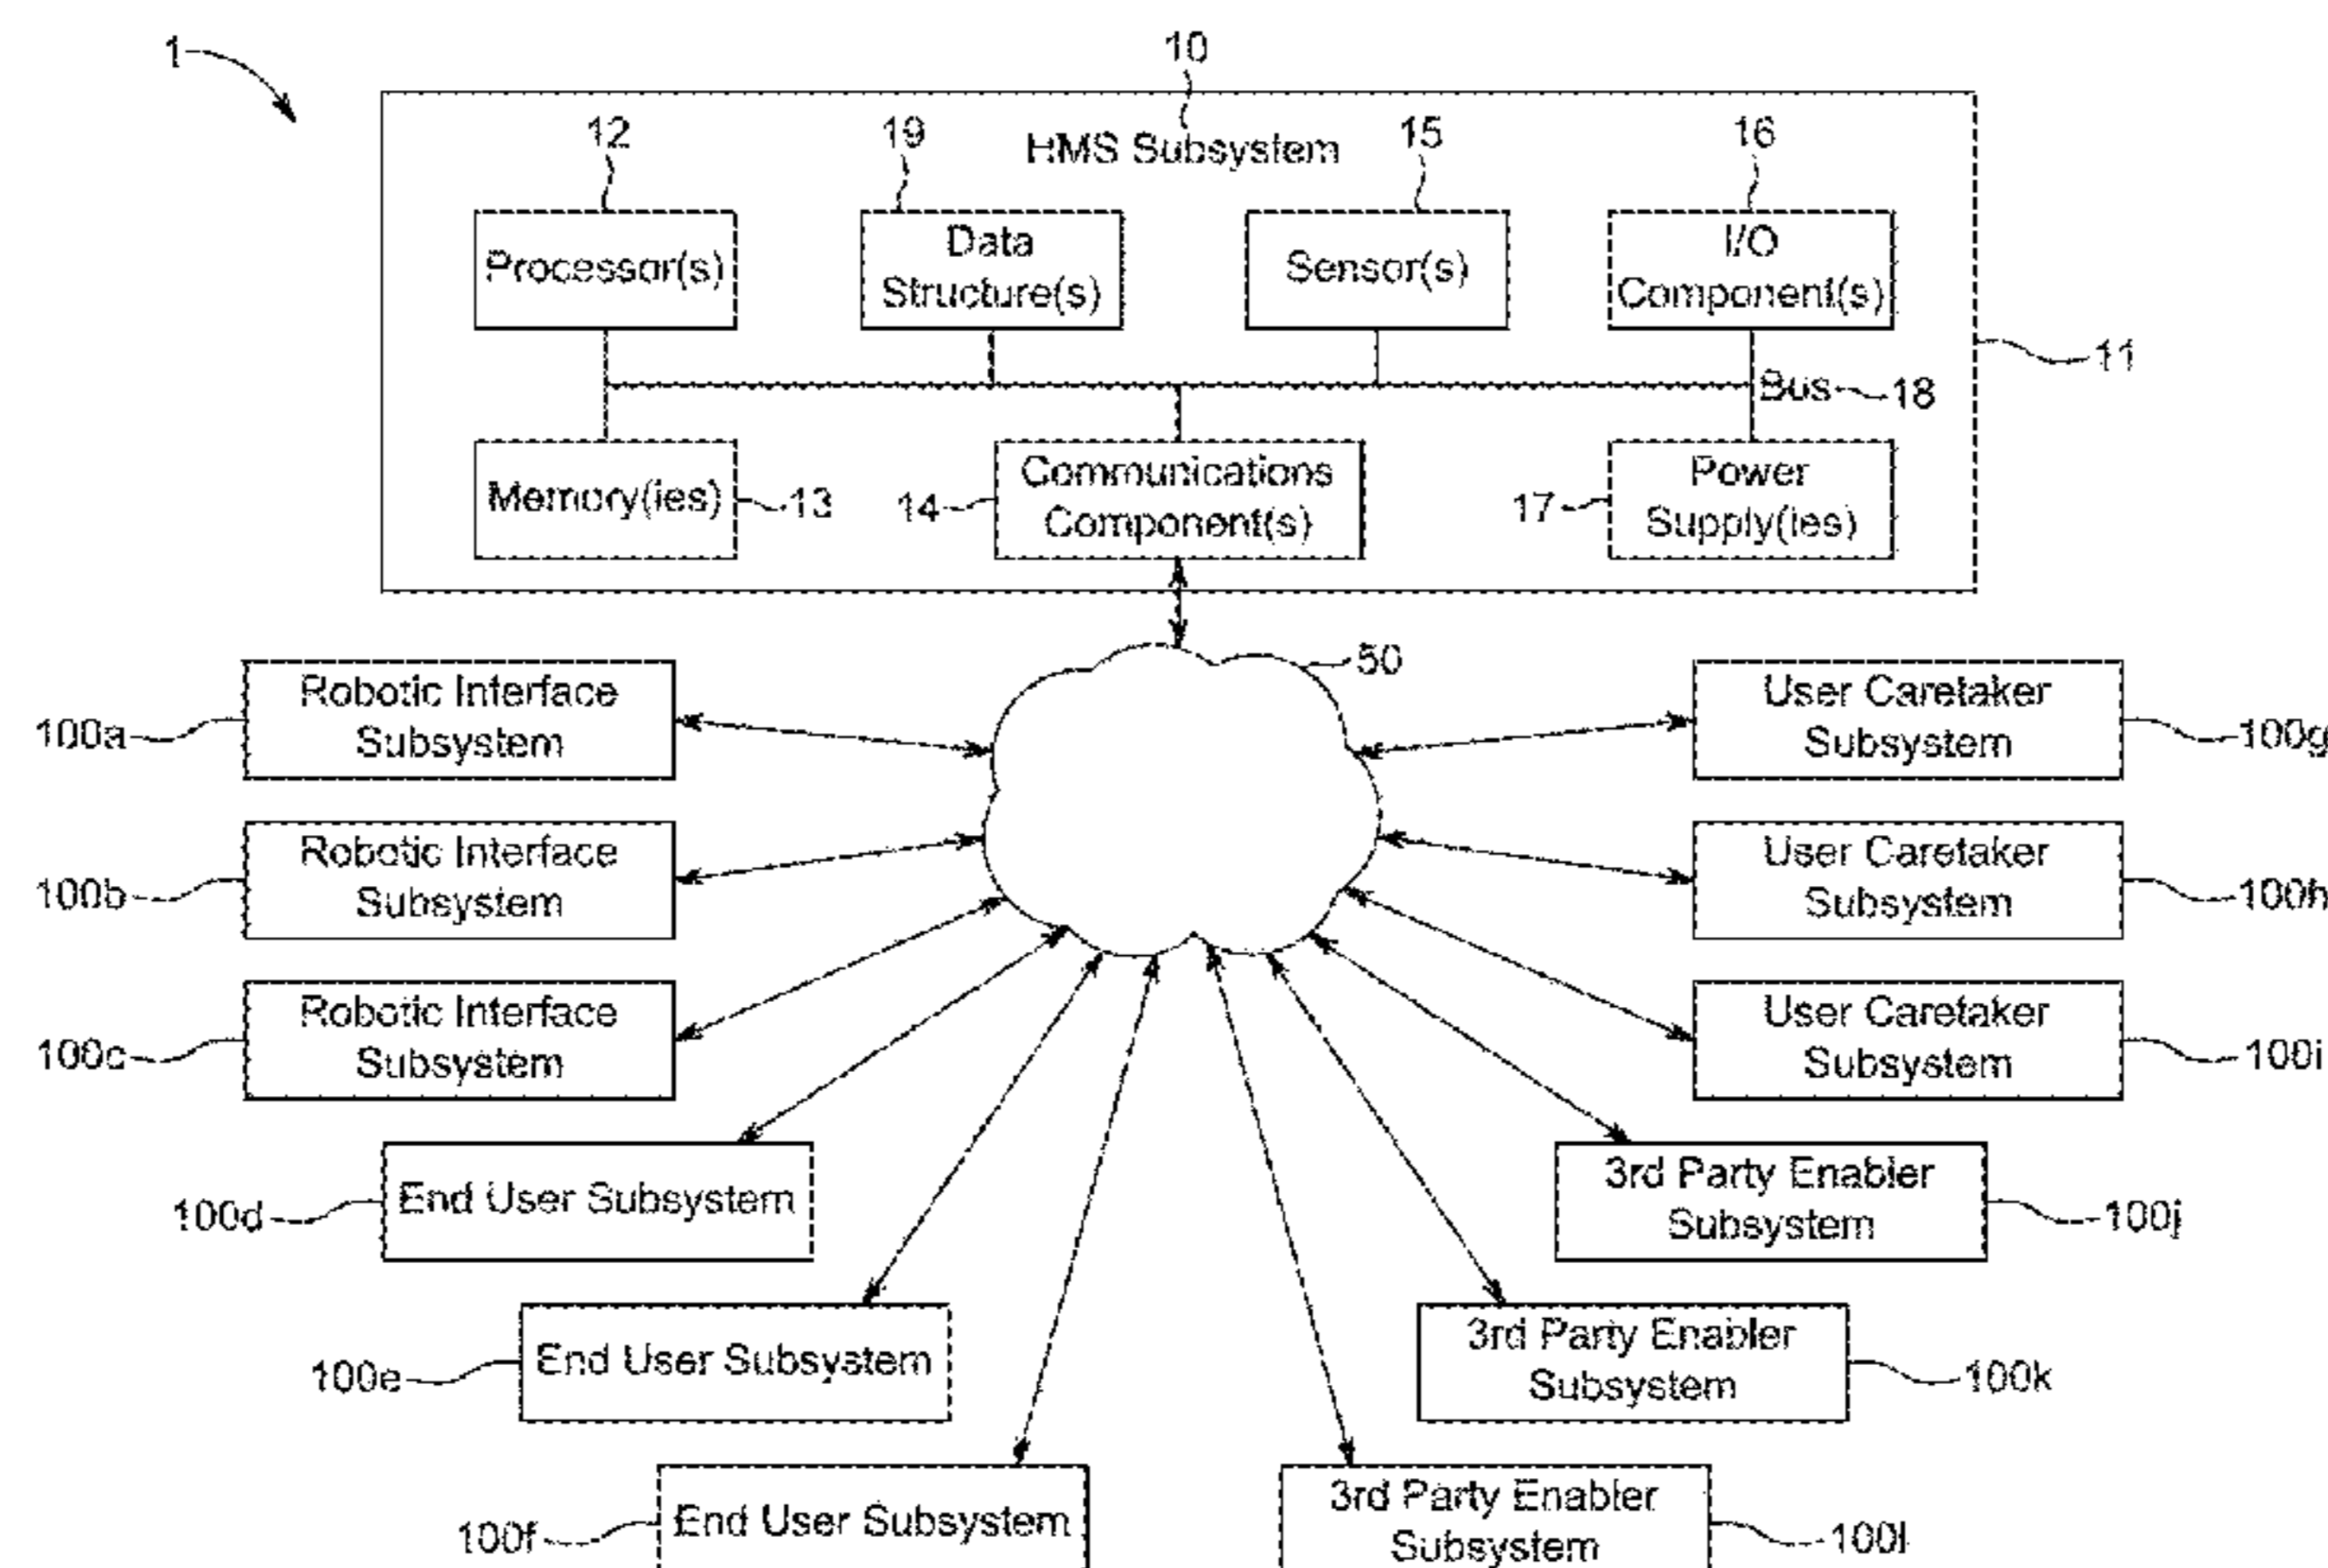 1
10
HMS Subsystem
12
19
15
16
Processor(s)
Data
Structure(s)
Sensor(s)
I/O
Component(s)
11
Bus
18
Memory(ies)
13
14
Communications
Component(s)
17
Power
Supply(ies)
50
100a
Robotic Interface
Subsystem
User Caretaker
Subsystem
100g
100b
Robotic Interface
Subsystem
User Caretaker
Subsystem
100h
100c
Robotic Interface
Subsystem
User Caretaker
Subsystem
100i
100d
End User Subsystem
3rd Party Enabler
Subsystem
100j
100e
End User Subsystem
3rd Party Enabler
Subsystem
100k
100f
End User Subsystem
3rd Party Enabler
Subsystem
100l